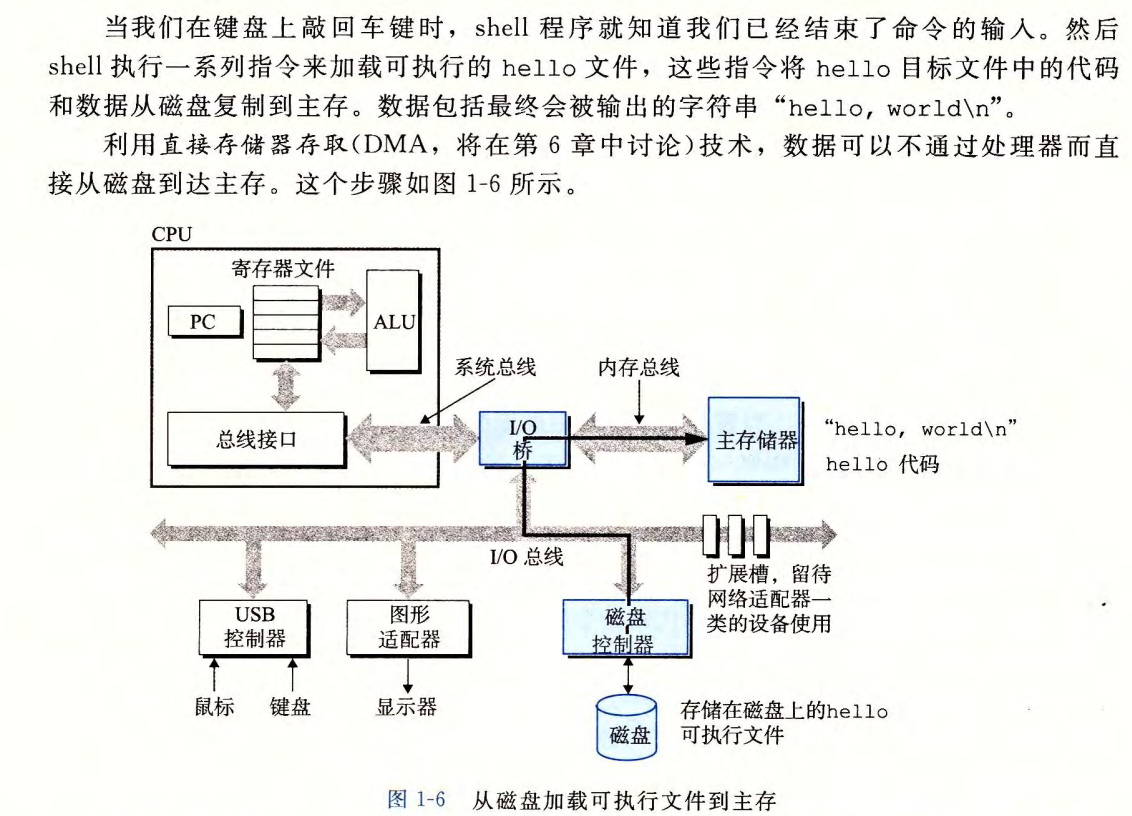 当我们在键盘上敲回车键时，shell 程序就知道我们已经结束了命令的输入。然后
shell 执行一系列指令来加载可执行的 hello 文件，这些指令将 hello 目标文件中的代码
和数据从磁盘复制到主存。数据包括最终会被输出的字符串“hello, world\n”。
利用直接存储器存取(DMA，将在第 6 章中讨论)技术，数据可以不通过处理器而直
接从磁盘到达主存。这个步骤如图 1-6 所示。
CPU
寄存器文件
PC
ALU
系统总线
内存总线
总线接口
I/O
桥
主存储器
“hello, world\n”
hello 代码
I/O 总线
扩展槽，留待
网络适配器一
类的设备使用
USB
控制器
图形
适配器
磁盘
控制器
鼠标
键盘
显示器
磁盘
存储在磁盘上的hello
可执行文件
图 1-6 从磁盘加载可执行文件到主存